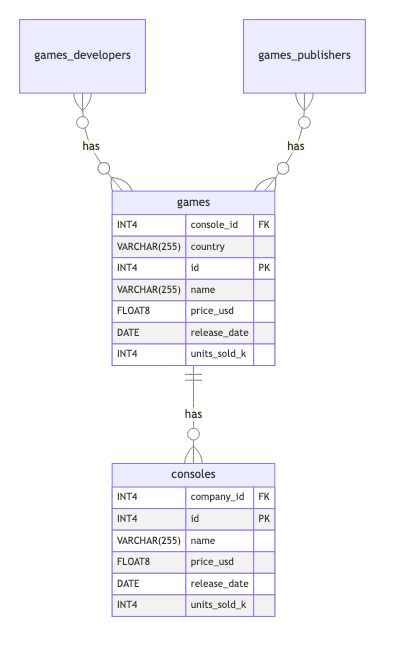 games_developers games_publishers
has has
games
INT4 console_id FK
VARCHAR(255) country
INT4 id PK
VARCHAR(255) name
FLOAT8 price_usd
DATE release_date
INT4 units_sold_k
has
consoles
INT4 company_id FK
INT4 id PK
VARCHAR(255) name
FLOAT8 price_usd
DATE release_date
INT4 units_sold_k